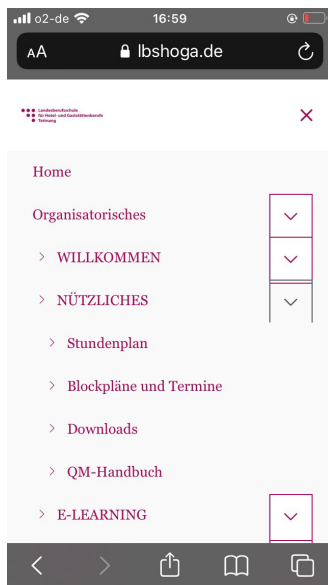 o2-de
16:59
AA
lbshoga.de
Landesberufsschule
für Hotel- und Gaststättenberufe
Tettnang
Home
Organisatorisches
WILLKOMMEN
NÜTZLICHES
Stundenplan
Blockpläne und Termine
Downloads
QM-Handbuch
E-LEARNING